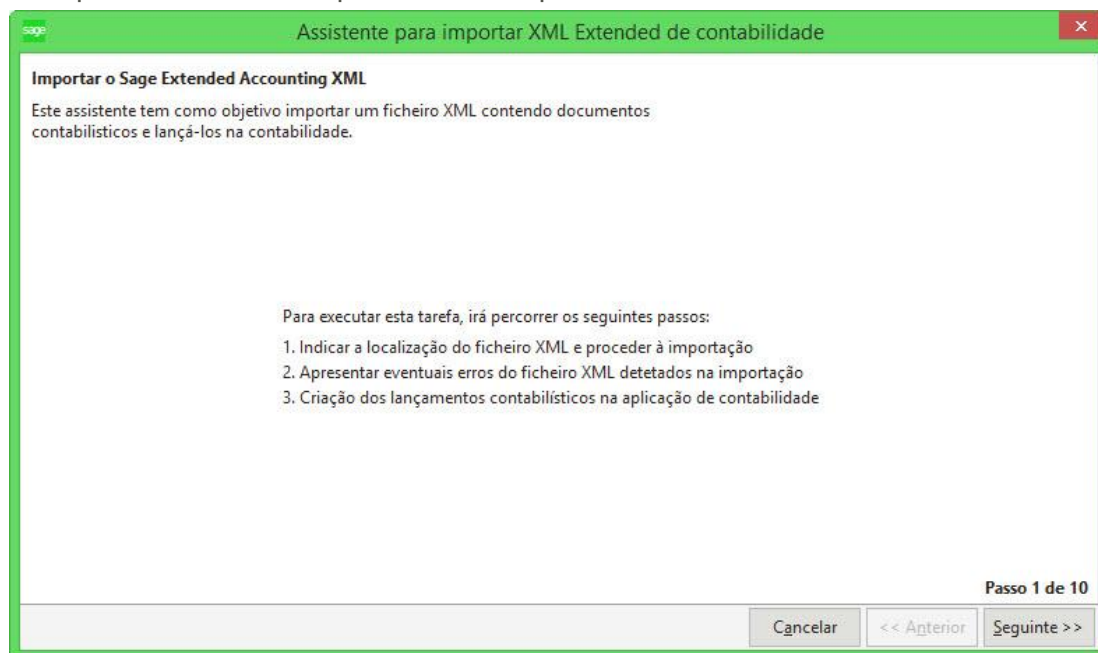 sage
Assistente para importar XML Extended de contabilidade
Importar o Sage Extended Accounting XML
Este assistente tem como objetivo importar um ficheiro XML contendo documentos
contabilisticos e lançá-los na contabilidade.
Para executar esta tarefa, irá percorrer os seguintes passos:
1. Indicar a localização do ficheiro XML e proceder à importação
2. Apresentar eventuais erros do ficheiro XML detetados na importação
3. Criação dos lançamentos contabilísticos na aplicação de contabilidade
Passo 1 de 10
Cancelar << Anterior Seguinte >>